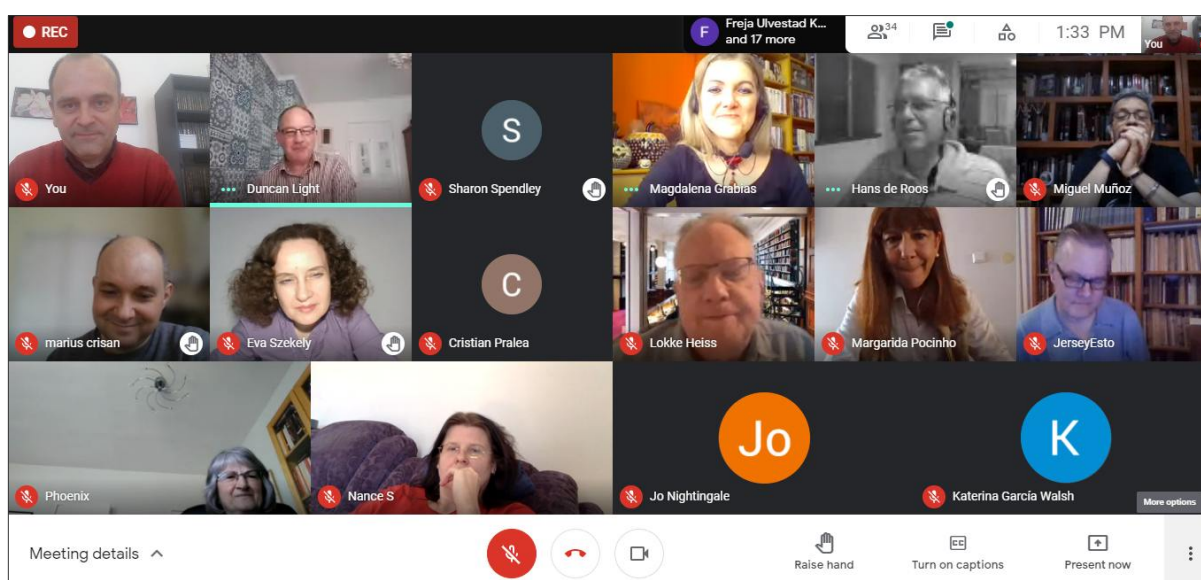 REC
F
Freja Ulvestad K...
and 17 more
34
1:33 PM
You
You
Duncan Light
S
Sharon Spendley
Magdalena Grabias
Hans de Roos
Miguel Muñoz
marius crisan
Eva Szekely
C
Cristian Pralea
Lokke Heiss
Margarida Pocinho
JerseyEsto
Phoenix
Nance S
Jo
Jo Nightingale
K
Katerina García Walsh
More options
Meeting details
Raise hand
CC
Turn on captions
Present now